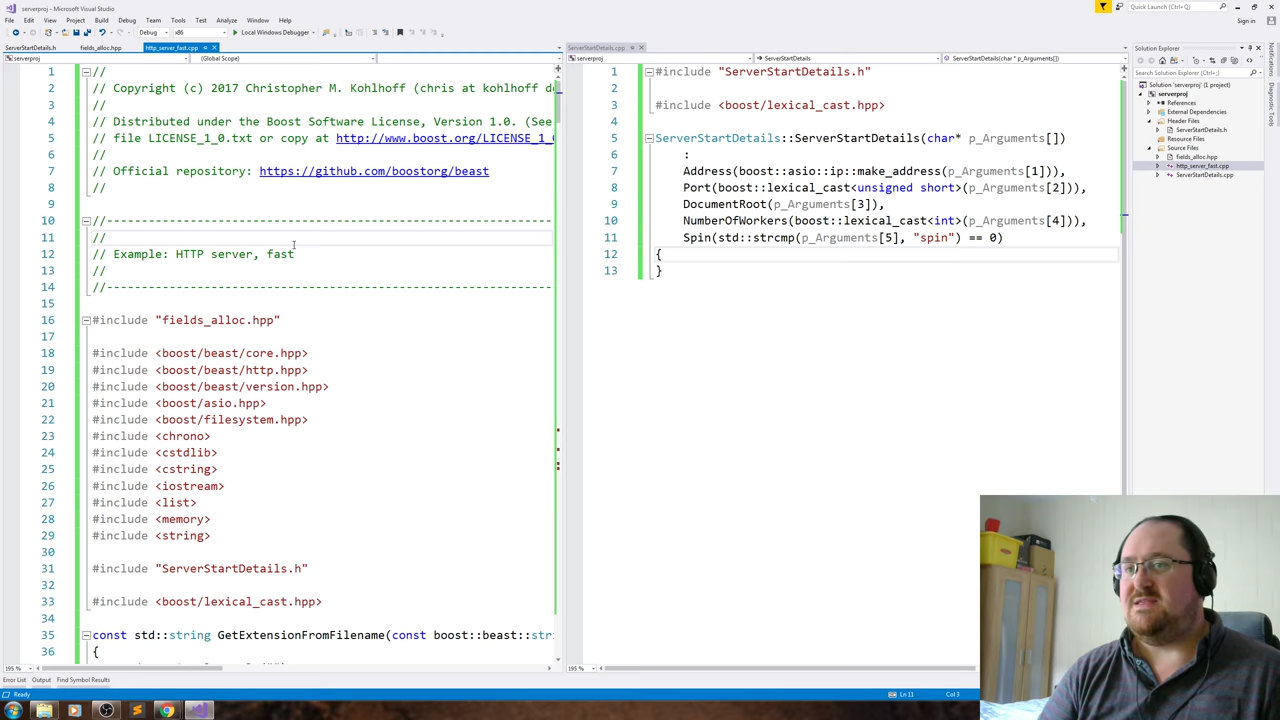 serverproj - Microsoft Visual Studio
Quick Launch (Ctrl+Q)
File Edit View Project Build Debug Team Tools Test Analyze Window Help
Sign in
Debug x86 Local Windows Debugger
ServerStartDetails.h fields_alloc.hpp http_server_fast.cpp
serverproj (Global Scope)
1 //
2 // Copyright (c) 2017 Christopher M. Kohlhoff (chris at kohlhoff do
3 //
4 // Distributed under the Boost Software License, Version 1.0. (See
5 // file LICENSE_1_0.txt or copy at http://www.boost.org/LICENSE_1_0
6 //
7 // Official repository: https://github.com/boostorg/beast
8 //
9
10 //------------------------------------------------------------------
11 //
12 // Example: HTTP server, fast
13 //
14 //------------------------------------------------------------------
15
16 #include "fields_alloc.hpp"
17
18 #include <boost/beast/core.hpp>
19 #include <boost/beast/http.hpp>
20 #include <boost/beast/version.hpp>
21 #include <boost/asio.hpp>
22 #include <boost/filesystem.hpp>
23 #include <chrono>
24 #include <cstdlib>
25 #include <cstring>
26 #include <iostream>
27 #include <list>
28 #include <memory>
29 #include <string>
30
31 #include "ServerStartDetails.h"
32
33 #include <boost/lexical_cast.hpp>
34
35 const std::string GetExtensionFromFilename(const boost::beast::str
36 {
195 %
ServerStartDetails.cpp
serverproj ServerStartDetails ServerStartDetails(char * p_Arguments[])
1 #include "ServerStartDetails.h"
2
3 #include <boost/lexical_cast.hpp>
4
5 ServerStartDetails::ServerStartDetails(char* p_Arguments[])
6 :
7 Address(boost::asio::ip::make_address(p_Arguments[1])),
8 Port(boost::lexical_cast<unsigned short>(p_Arguments[2])),
9 DocumentRoot(p_Arguments[3]),
10 NumberOfWorkers(boost::lexical_cast<int>(p_Arguments[4])),
11 Spin(std::strcmp(p_Arguments[5], "spin") == 0)
12 {
13 }
195 %
Solution Explorer
Search Solution Explorer (Ctrl+;)
Solution 'serverproj' (1 project)
serverproj
References
External Dependencies
Header Files
ServerStartDetails.h
Resource Files
Source Files
fields_alloc.hpp
http_server_fast.cpp
ServerStartDetails.cpp
Toolbox
Diagnostic Tools
Error List Output Find Symbol Results
Ready Ln 11 Col 3